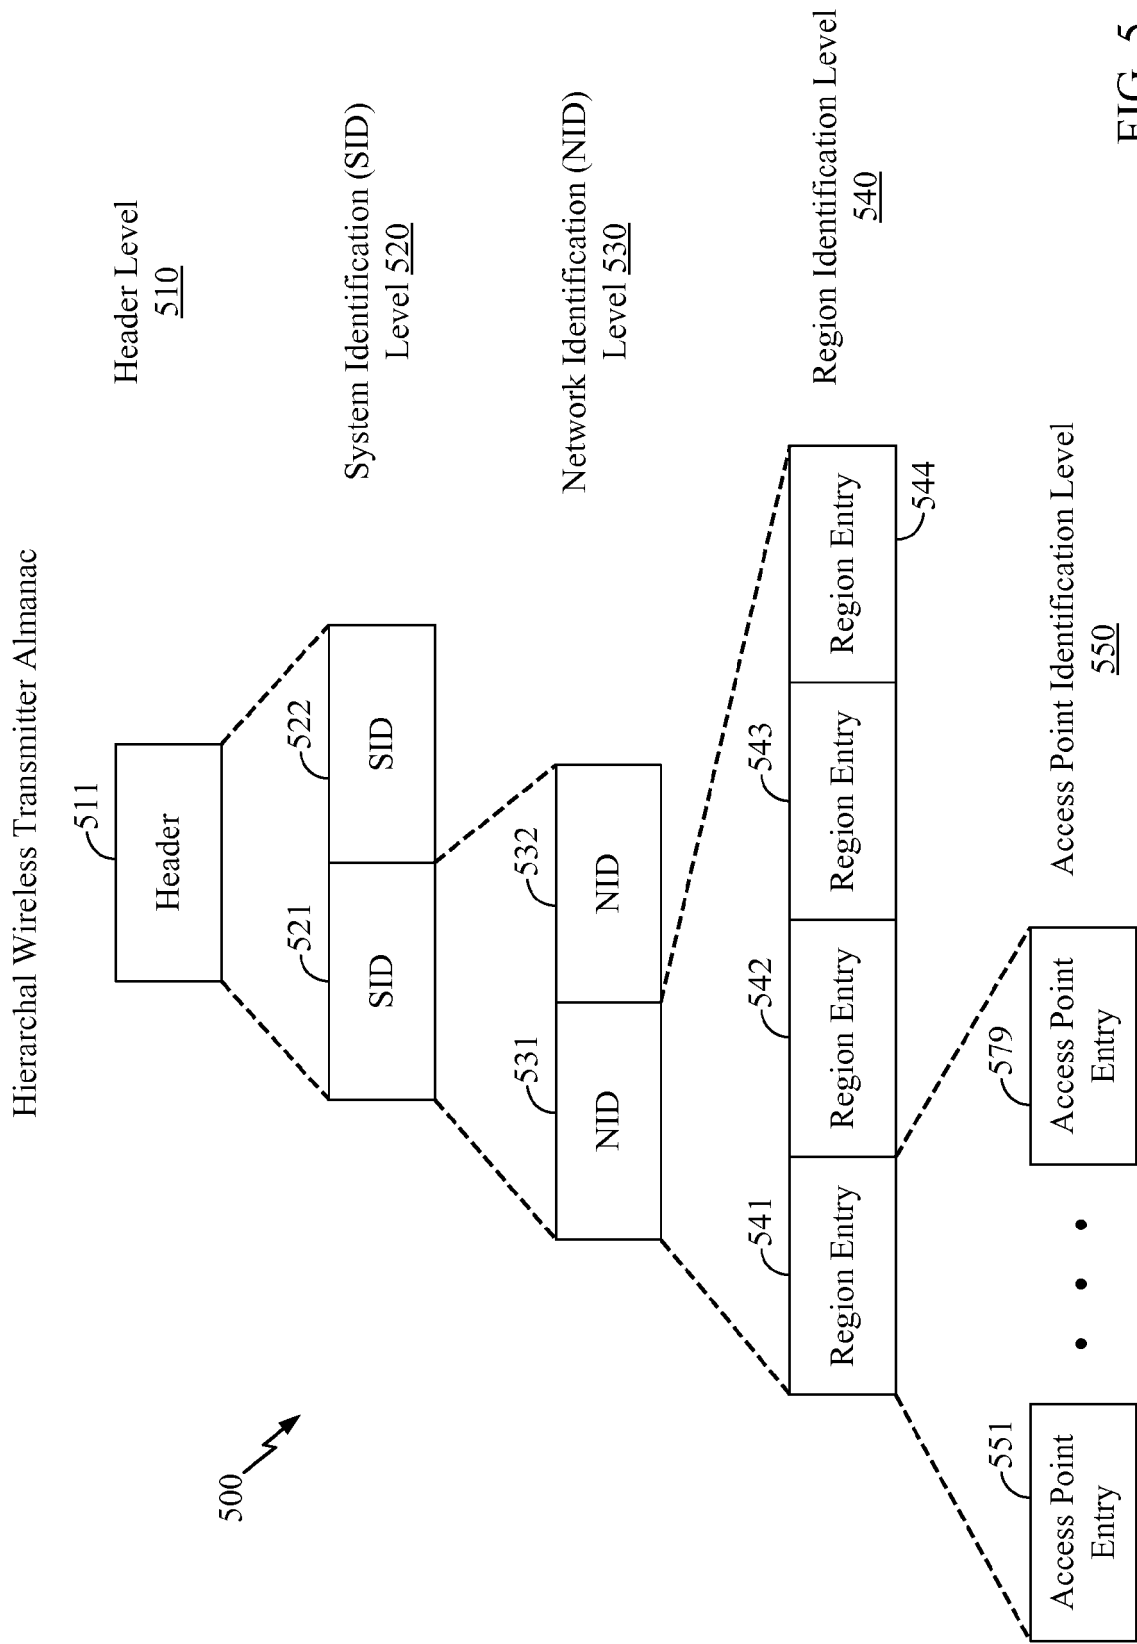 Hierarchal Wireless Transmitter Almanac
500
511
Header
Header Level
510
521
522
SID
SID
System Identification (SID)
Level 520
531
532
NID
NID
Network Identification (NID)
Level 530
541
542
543
Region Entry
Region Entry
Region Entry
Region Entry
544
Region Identification Level
540
551
579
Access Point
Entry
Access Point
Entry
Access Point Identification Level
550
FIG. 5